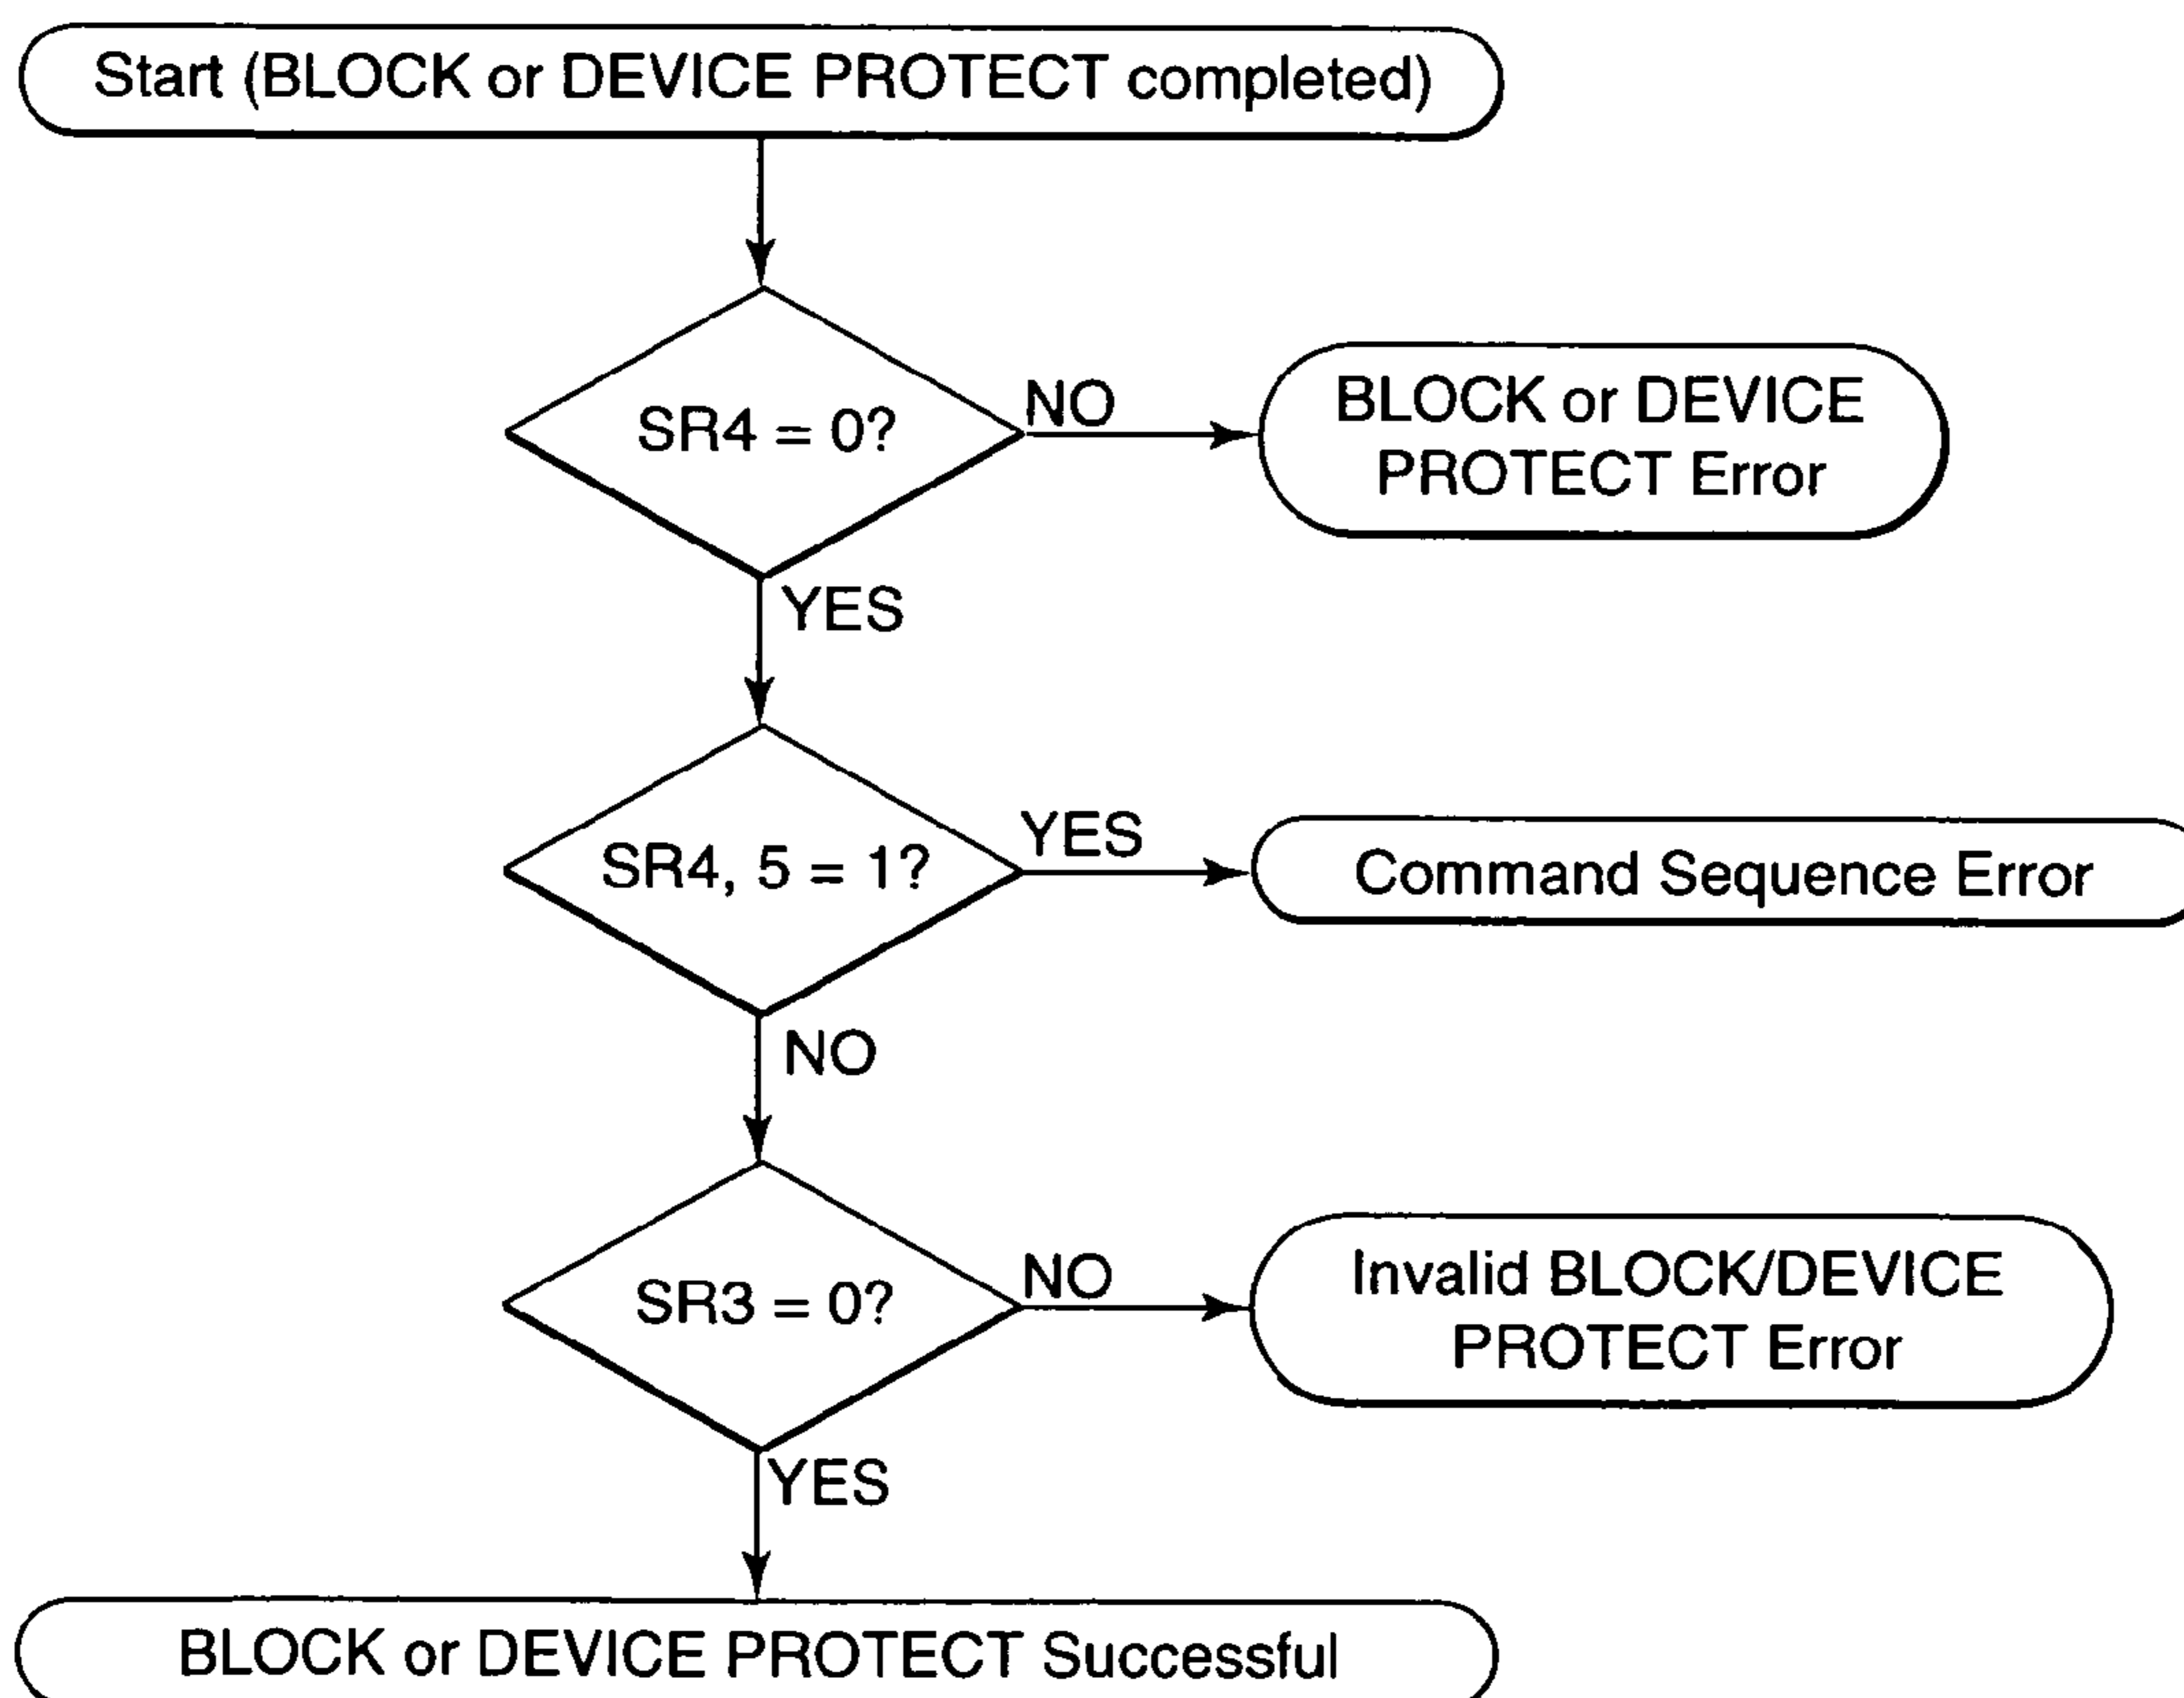 Start (BLOCK or DEVICE PROTECT completed)
SR4 = 0?
NO
BLOCK or DEVICE
PROTECT Error
YES
SR4, 5 = 1?
YES
Command Sequence Error
NO
SR3 = 0?
NO
Invalid BLOCK/DEVICE
PROTECT Error
YES
BLOCK or DEVICE PROTECT Successful